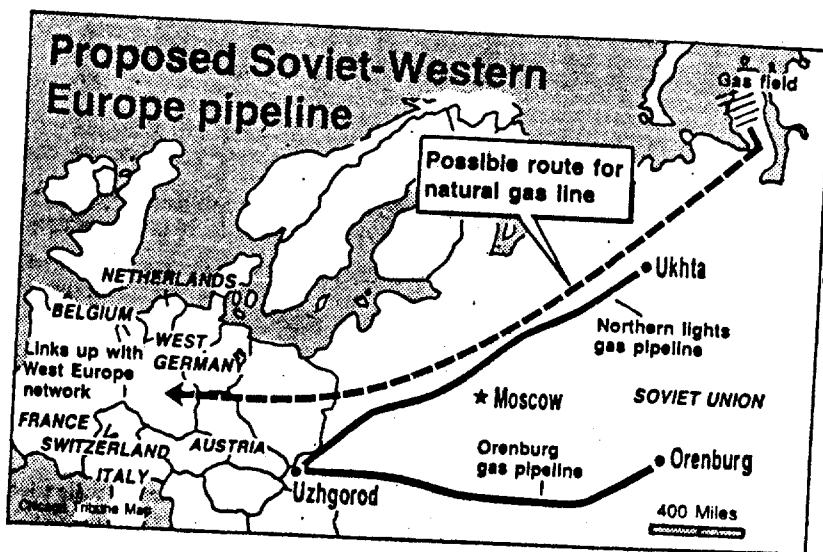 Proposed Soviet-Western
Europe pipeline
Gas field
Possible route for
natural gas line
Ukhta
Northern lights
gas pipeline
NETHERLANDS
BELGIUM
WEST
GERMANY
Links up with
West Europe
network
Moscow
SOVIET UNION
FRANCE
SWITZERLAND
AUSTRIA
ITALY
Orenburg
gas pipeline
Orenburg
Uzhgorod
400 Miles
Chicago Tribune Map